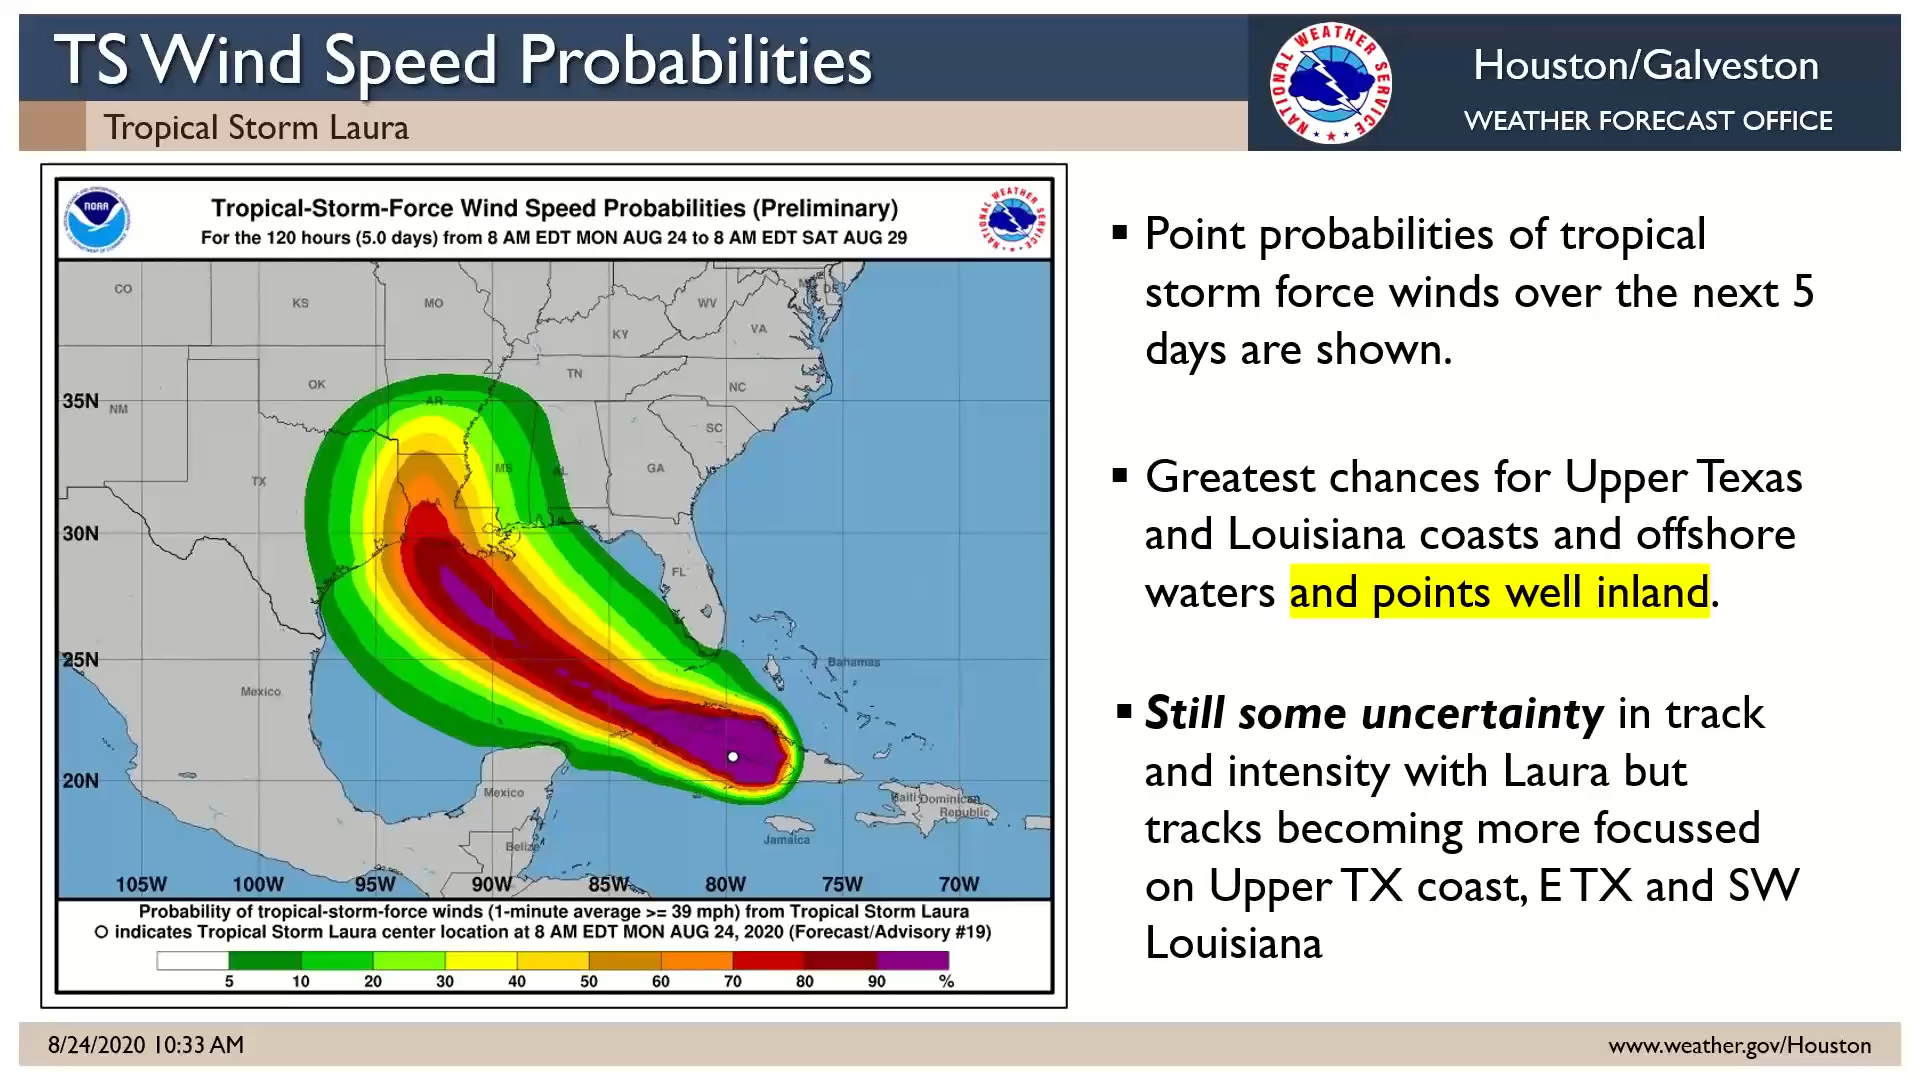 TS Wind Speed Probabilities
Tropical Storm Laura
NATIONAL WEATHER SERVICE
Houston/Galveston
WEATHER FORECAST OFFICE
NOAA
Tropical-Storm-Force Wind Speed Probabilities (Preliminary)
For the 120 hours (5.0 days) from 8 AM EDT MON AUG 24 to 8 AM EDT SAT AUG 29
NATIONAL WEATHER SERVICE
CO
KS
MO
WV
DE
KY
VA
OK
TN
NC
35N
NM
AR
SC
TX
MS
AL
GA
LA
30N
FL
25N
Bahamas
Mexico
20N
Mexico
Haiti
Dominican
Republic
Jamaica
Belize
105W 100W 95W 90W 85W 80W 75W 70W
Probability of tropical-storm-force winds (1-minute average >= 39 mph) from Tropical Storm Laura
O indicates Tropical Storm Laura center location at 8 AM EDT MON AUG 24, 2020 (Forecast/Advisory #19)
5 10 20 30 40 50 60 70 80 90 %
▪ Point probabilities of tropical
storm force winds over the next 5
days are shown.
▪ Greatest chances for Upper Texas
and Louisiana coasts and offshore
waters and points well inland.
▪ Still some uncertainty in track
and intensity with Laura but
tracks becoming more focussed
on Upper TX coast, E TX and SW
Louisiana
8/24/2020 10:33 AM
www.weather.gov/Houston